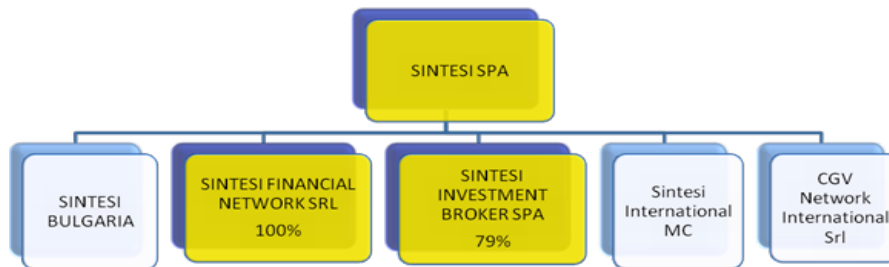 SINTESI SPA
SINTESI
BULGARIA
SINTESI FINANCIAL
NETWORK SRL
100%
SINTESI
INVESTMENT
BROKER SPA
79%
Sintesi
International
MC
CGV
Network
International
Srl